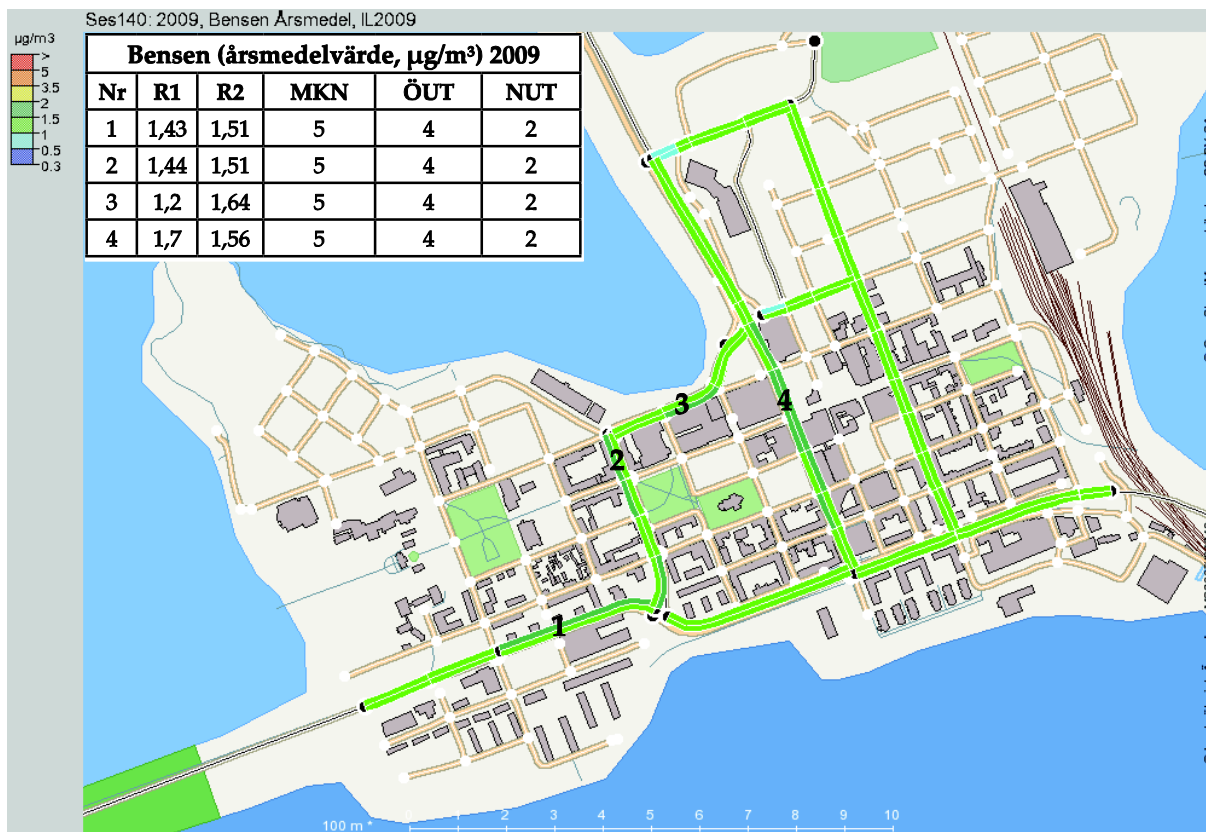 Ses140: 2009, Bensen Årsmedel, IL2009
µg/m3
>
5
3.5
2
1.5
1
0.5
0.3
Bensen (årsmedelvärde, µg/m³) 2009
Nr R1 R2 MKN ÖUT NUT
1 1,43 1,51 5 4 2
2 1,44 1,51 5 4 2
3 1,2 1,64 5 4 2
4 1,7 1,56 5 4 2
3
4
2
1
100 m * 0 1 2 3 4 5 6 7 8 9 10